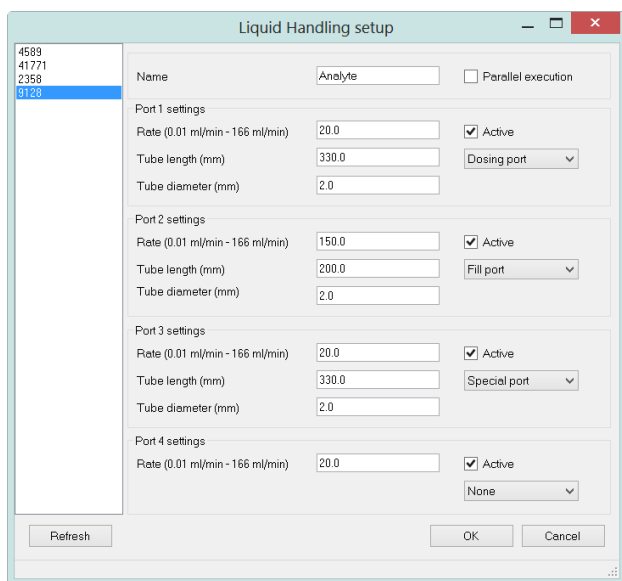 Liquid Handling setup
4589
41771
2358
9128
Name Analyte Parallel execution
Port 1 settings
Rate (0.01 ml/min - 166 ml/min) 20.0 Active
Tube length (mm) 330.0 Dosing port
Tube diameter (mm) 2.0
Port 2 settings
Rate (0.01 ml/min - 166 ml/min) 150.0 Active
Tube length (mm) 200.0 Fill port
Tube diameter (mm) 2.0
Port 3 settings
Rate (0.01 ml/min - 166 ml/min) 20.0 Active
Tube length (mm) 330.0 Special port
Tube diameter (mm) 2.0
Port 4 settings
Rate (0.01 ml/min - 166 ml/min) 20.0 Active
None
Refresh OK Cancel